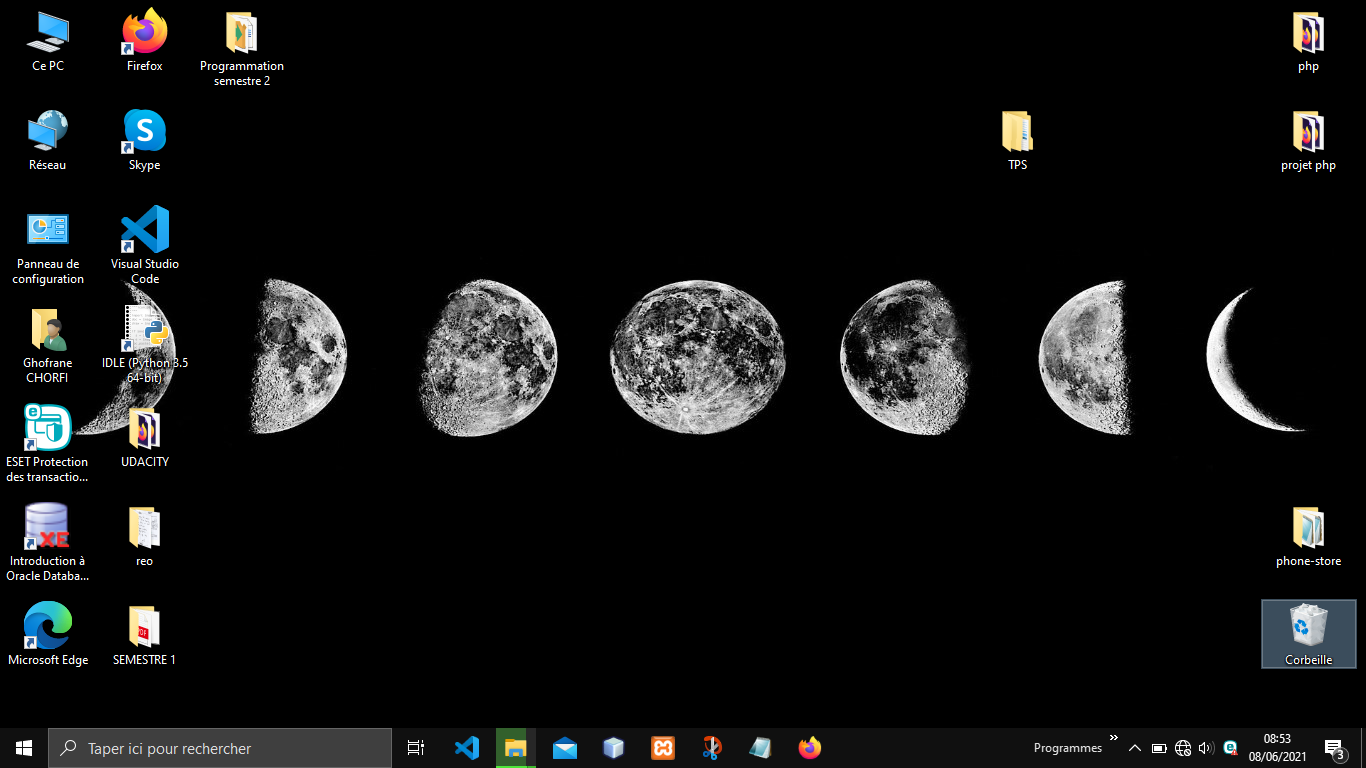 Ce PC
Firefox
Programmation
semestre 2
php
Réseau
Skype
TPS
projet php
Panneau de
configuration
Visual Studio
Code
Ghofrane
CHORFI
IDLE (Python 3.5
64-bit)
ESET Protection
des transactio...
UDACITY
Introduction à
Oracle Databa...
XE
reo
phone-store
Microsoft Edge
SEMESTRE 1
PDF
Corbeille
Taper ici pour rechercher
Programmes
08:53
08/06/2021
3